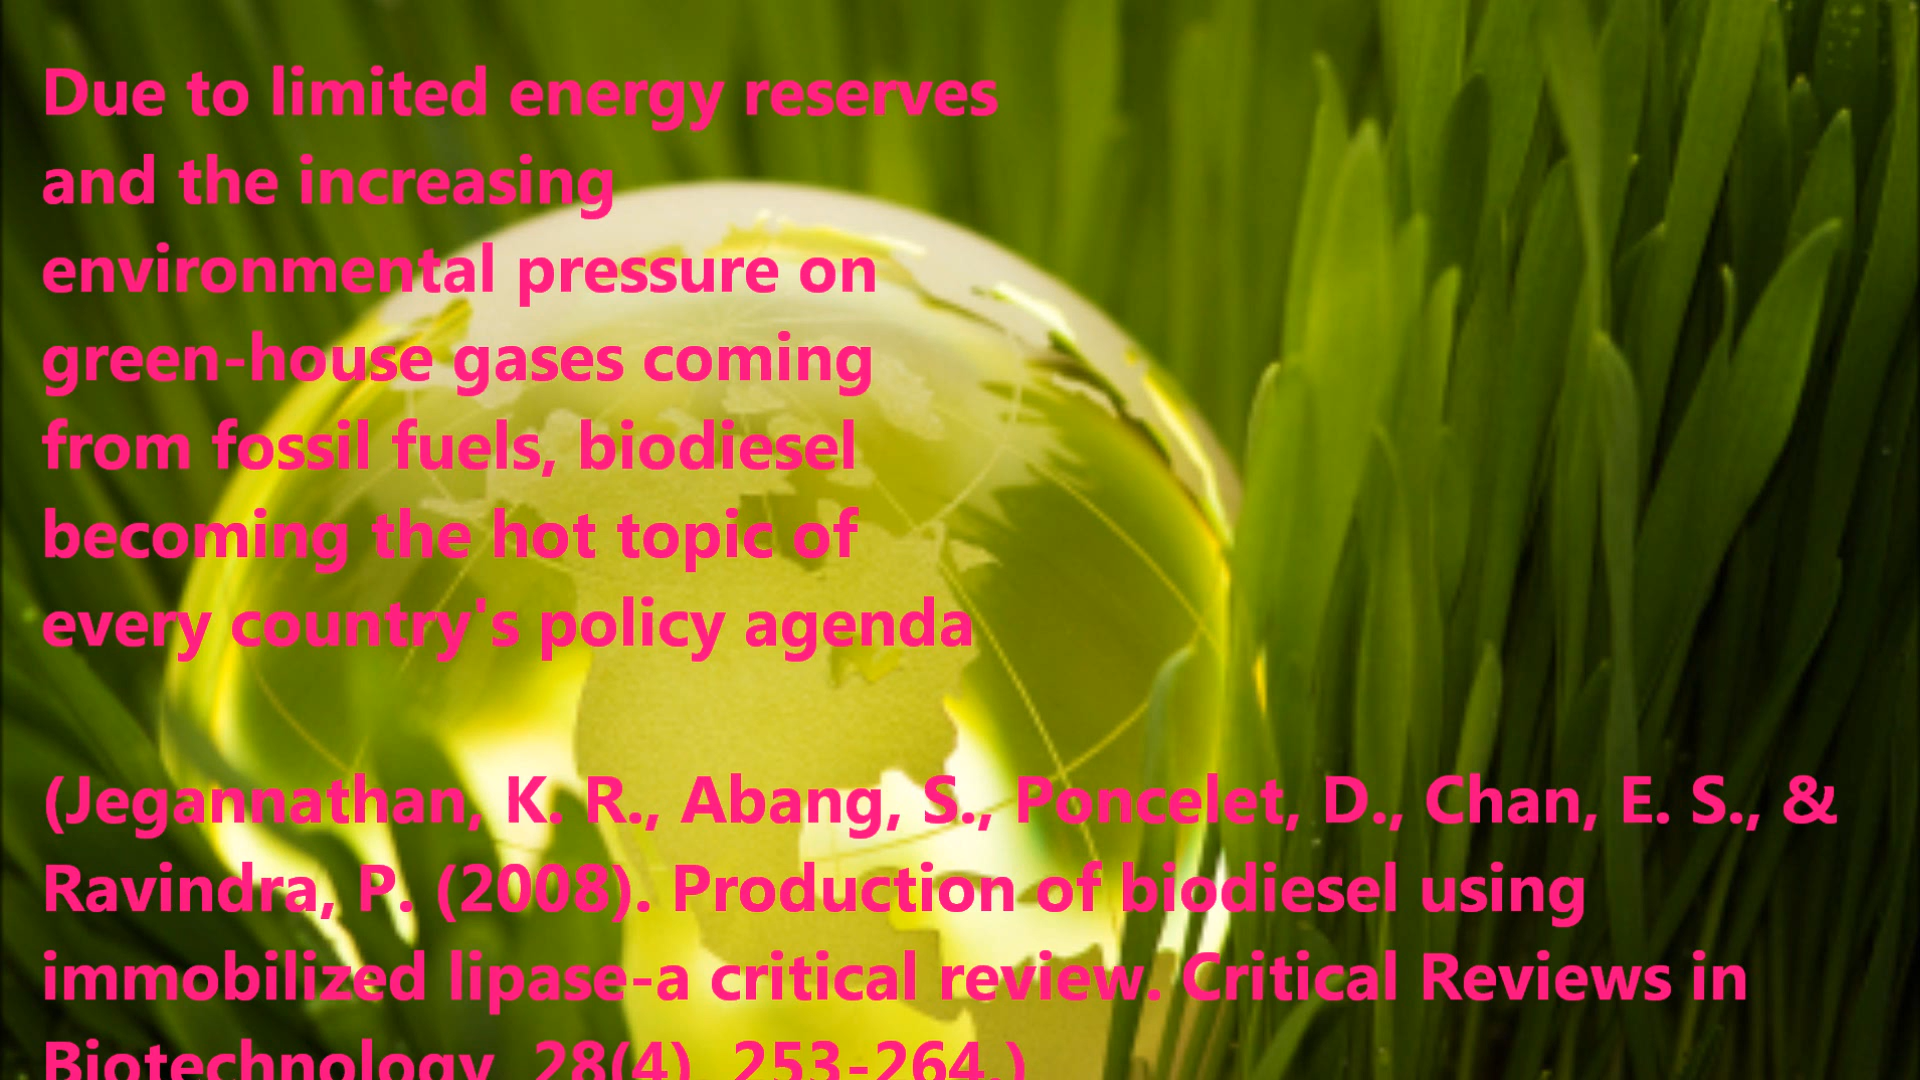 Due to limited energy reserves
and the increasing
environmental pressure on
green-house gases coming
from fossil fuels, biodiesel
becoming the hot topic of
every country's policy agenda
(Jegannathan, K. R., Abang, S., Poncelet, D., Chan, E. S., &
Ravindra, P. (2008). Production of biodiesel using
immobilized lipase-a critical review. Critical Reviews in
Biotechnology, 28(4), 253-264.)